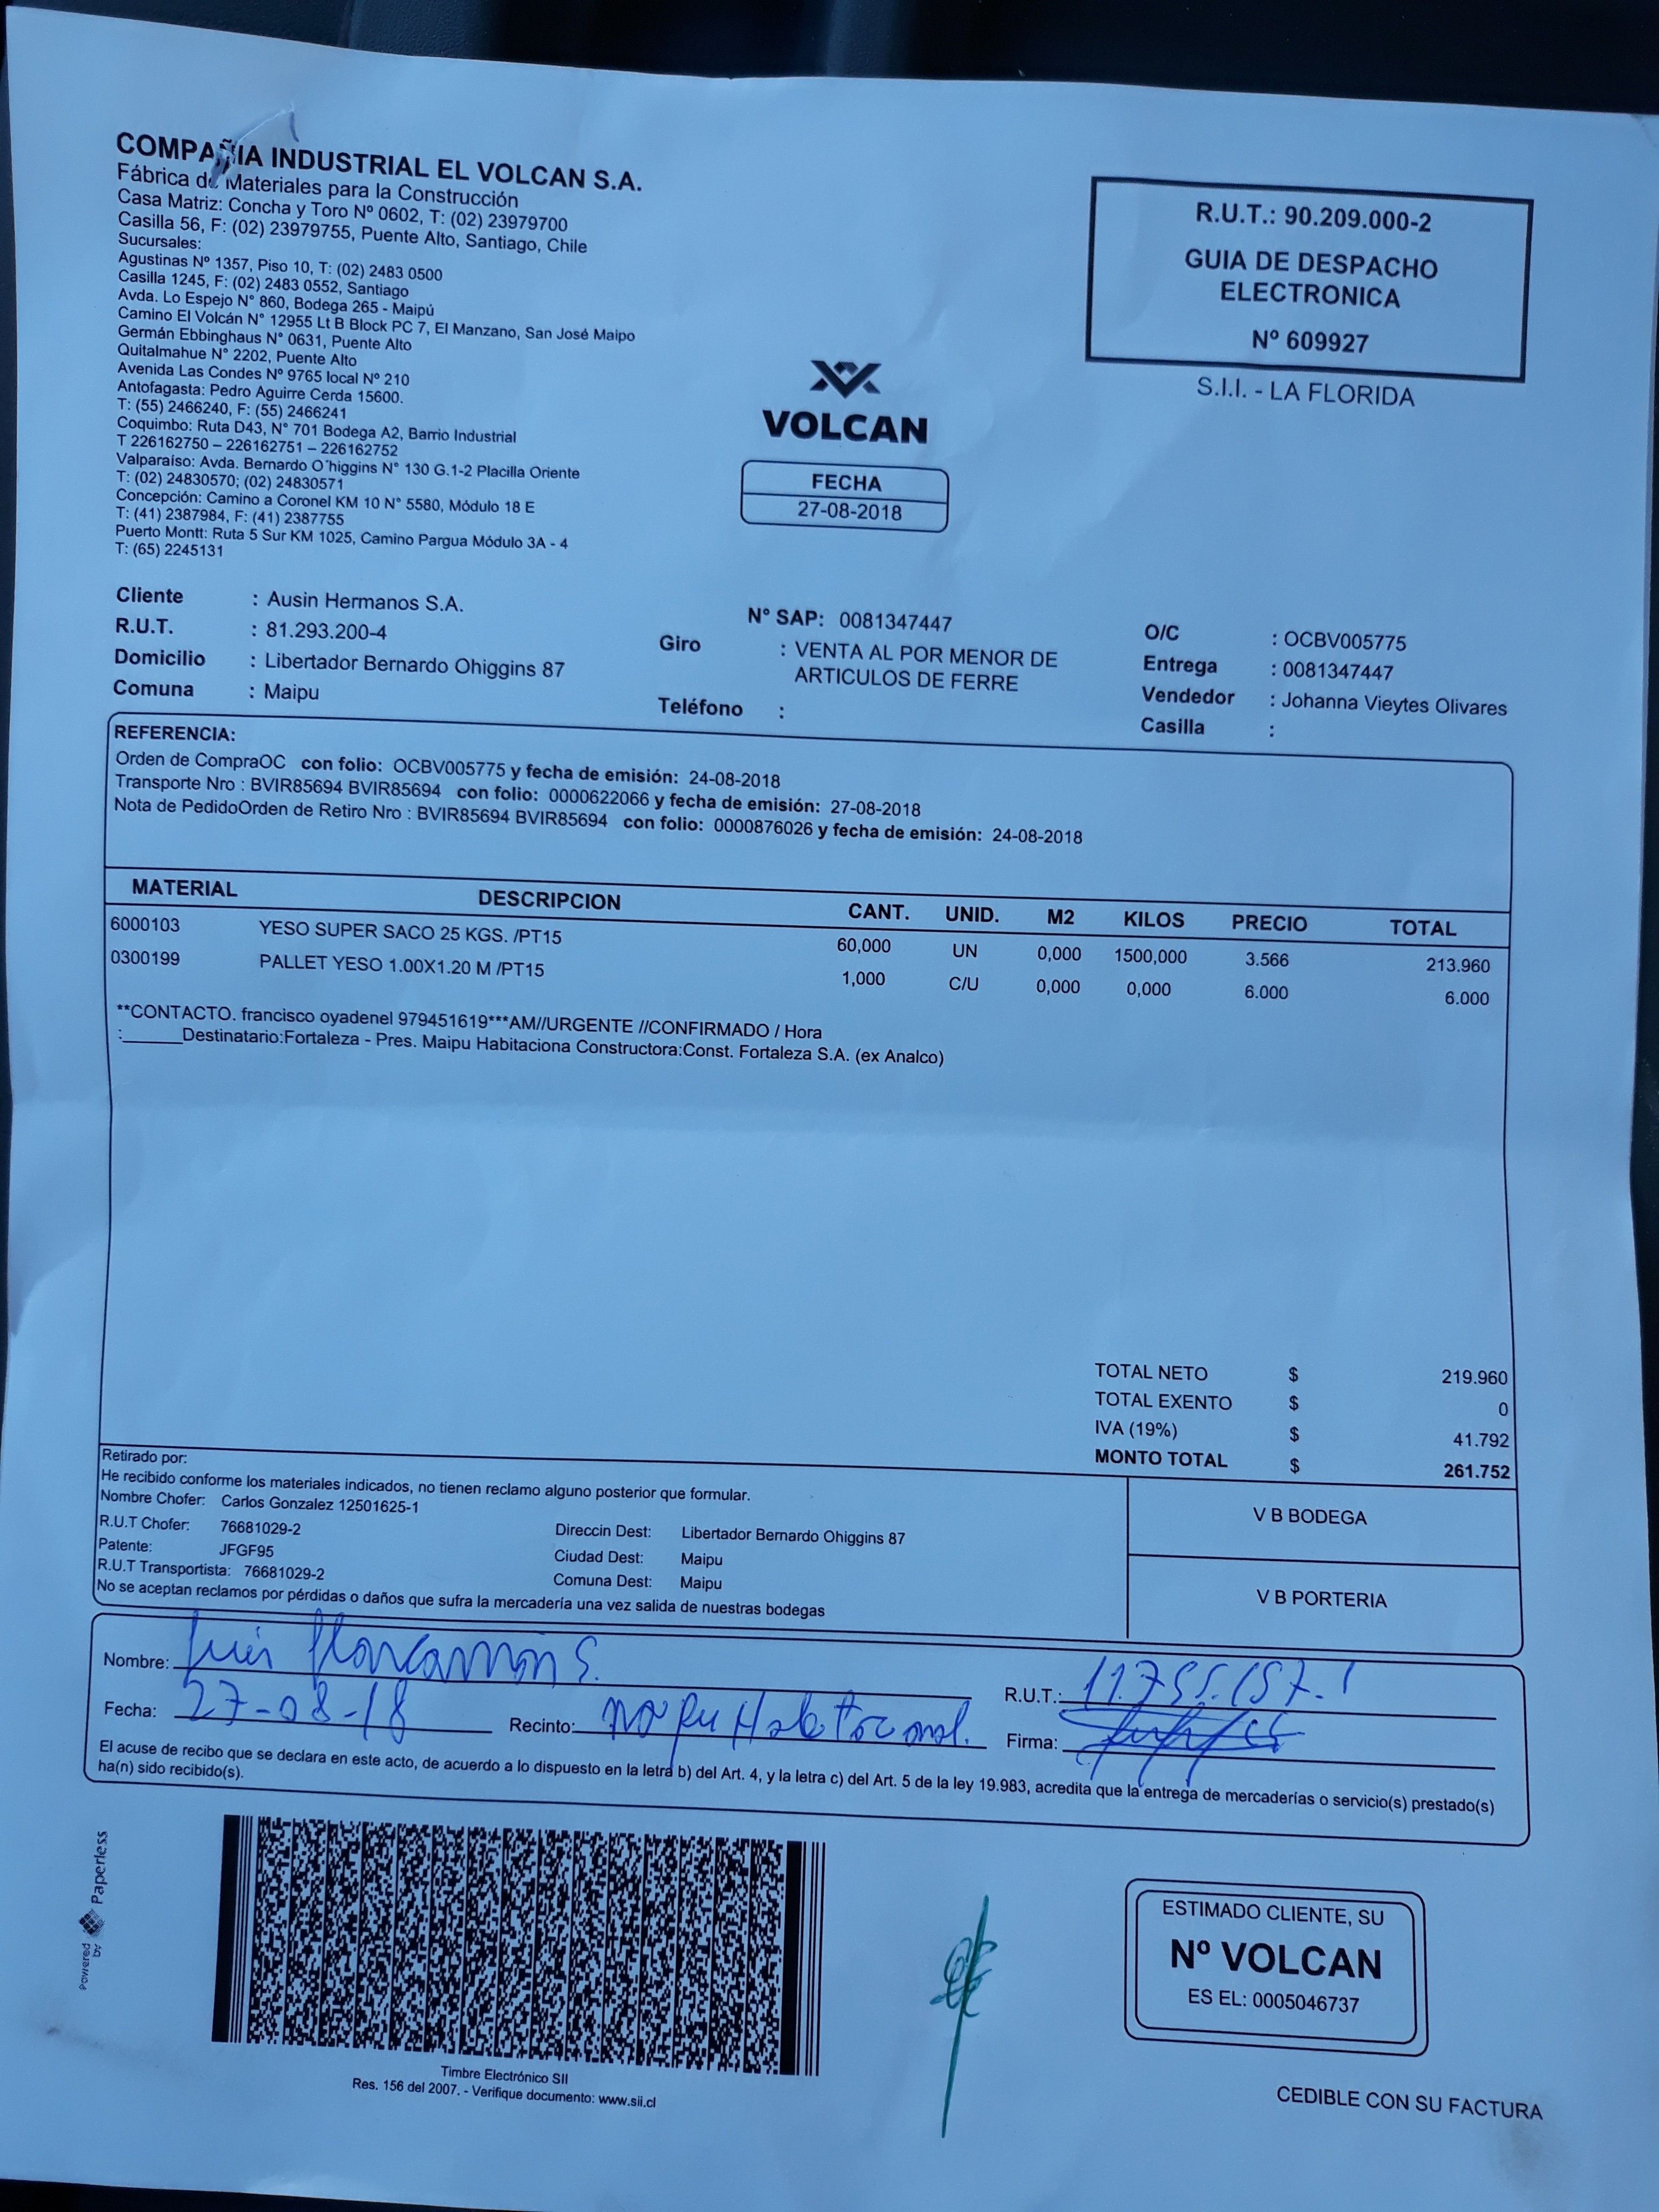 COMPAÑIA INDUSTRIAL EL VOLCAN S.A.
Fábrica de Materiales para la Construcción
Casa Matriz: Concha y Toro Nº 0602, T: (02) 23979700
Casilla 56, F: (02) 23979755, Puente Alto, Santiago, Chile
Sucursales:
Agustinas Nº 1357, Piso 10, T: (02) 2483 0500
Casilla 1245, F: (02) 2483 0552, Santiago
Avda. Lo Espejo N° 860, Bodega 265 - Maipú
Camino El Volcán N° 12955 Lt B Block PC 7, El Manzano, San José Maipo
Germán Ebbinghaus N° 0631, Puente Alto
Quitalmahue N° 2202, Puente Alto
Avenida Las Condes Nº 9765 local Nº 210
Antofagasta: Pedro Aguirre Cerda 15600.
T: (55) 2466240, F: (55) 2466241
Coquimbo: Ruta D43, N° 701 Bodega A2, Barrio Industrial
T 226162750 – 226162751 – 226162752
Valparaíso: Avda. Bernardo O´higgins N° 130 G.1-2 Placilla Oriente
T: (02) 24830570; (02) 24830571
Concepción: Camino a Coronel KM 10 N° 5580, Módulo 18 E
T: (41) 2387984, F: (41) 2387755
Puerto Montt: Ruta 5 Sur KM 1025, Camino Pargua Módulo 3A - 4
T: (65) 2245131
VOLCAN
FECHA
27-08-2018
R.U.T.: 90.209.000-2
GUIA DE DESPACHO
ELECTRONICA
Nº 609927
S.I.I. - LA FLORIDA
Cliente : Ausin Hermanos S.A.
R.U.T. : 81.293.200-4
Domicilio : Libertador Bernardo Ohiggins 87
Comuna : Maipu
N° SAP: 0081347447
Giro : VENTA AL POR MENOR DE
ARTICULOS DE FERRE
Teléfono :
O/C : OCBV005775
Entrega : 0081347447
Vendedor : Johanna Vieytes Olivares
Casilla :
REFERENCIA:
Orden de CompraOC con folio: OCBV005775 y fecha de emisión: 24-08-2018
Transporte Nro : BVIR85694 BVIR85694 con folio: 0000622066 y fecha de emisión: 27-08-2018
Nota de PedidoOrden de Retiro Nro : BVIR85694 BVIR85694 con folio: 0000876026 y fecha de emisión: 24-08-2018
MATERIAL DESCRIPCION CANT. UNID. M2 KILOS PRECIO TOTAL
6000103 YESO SUPER SACO 25 KGS. /PT15 60,000 UN 0,000 1500,000 3.566 213.960
0300199 PALLET YESO 1.00X1.20 M /PT15 1,000 C/U 0,000 0,000 6.000 6.000
**CONTACTO. francisco oyadenel 979451619***AM//URGENTE //CONFIRMADO / Hora
:______Destinatario:Fortaleza - Pres. Maipu Habitaciona Constructora:Const. Fortaleza S.A. (ex Analco)
TOTAL NETO $ 219.960
TOTAL EXENTO $ 0
IVA (19%) $ 41.792
MONTO TOTAL $ 261.752
Retirado por:
He recibido conforme los materiales indicados, no tienen reclamo alguno posterior que formular.
Nombre Chofer: Carlos Gonzalez 12501625-1
R.U.T Chofer: 76681029-2
Patente: JFGF95
R.U.T Transportista: 76681029-2
Direccin Dest: Libertador Bernardo Ohiggins 87
Ciudad Dest: Maipu
Comuna Dest: Maipu
No se aceptan reclamos por pérdidas o daños que sufra la mercadería una vez salida de nuestras bodegas
V B BODEGA
V B PORTERIA
Nombre: Luis S.
R.U.T.:
Fecha: 27-08-18
Recinto:
Firma:
El acuse de recibo que se declara en este acto, de acuerdo a lo dispuesto en la letra b) del Art. 4, y la letra c) del Art. 5 de la ley 19.983, acredita que la entrega de mercaderías o servicio(s) prestado(s)
ha(n) sido recibido(s).
Powered by Paperless
Timbre Electrónico SII
Res. 156 del 2007. - Verifique documento: www.sii.cl
ESTIMADO CLIENTE, SU
Nº VOLCAN
ES EL: 0005046737
CEDIBLE CON SU FACTURA